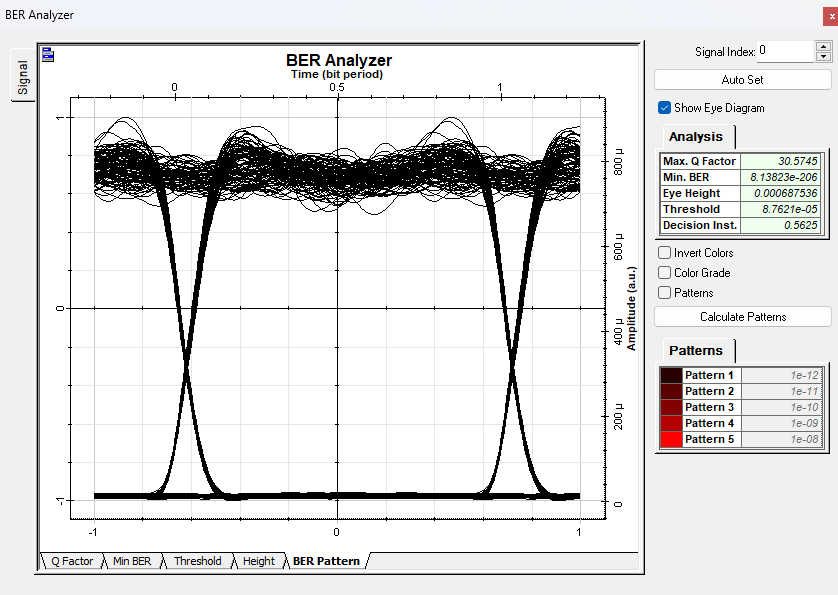 BER Analyzer
x
Signal
BER Analyzer
Time (bit period)
0 0.5 1
1
0
-1
-1 0 1
800 µ
600 µ
400 µ
200 µ
0
Amplitude (a.u.)
Q Factor Min BER Threshold Height BER Pattern
Signal Index: 0
Auto Set
Show Eye Diagram
Analysis
Max. Q Factor 30.5745
Min. BER 8.13823e-206
Eye Height 0.000687536
Threshold 8.7621e-05
Decision Inst. 0.5625
Invert Colors
Color Grade
Patterns
Calculate Patterns
Patterns
Pattern 1 1e-12
Pattern 2 1e-11
Pattern 3 1e-10
Pattern 4 1e-09
Pattern 5 1e-08